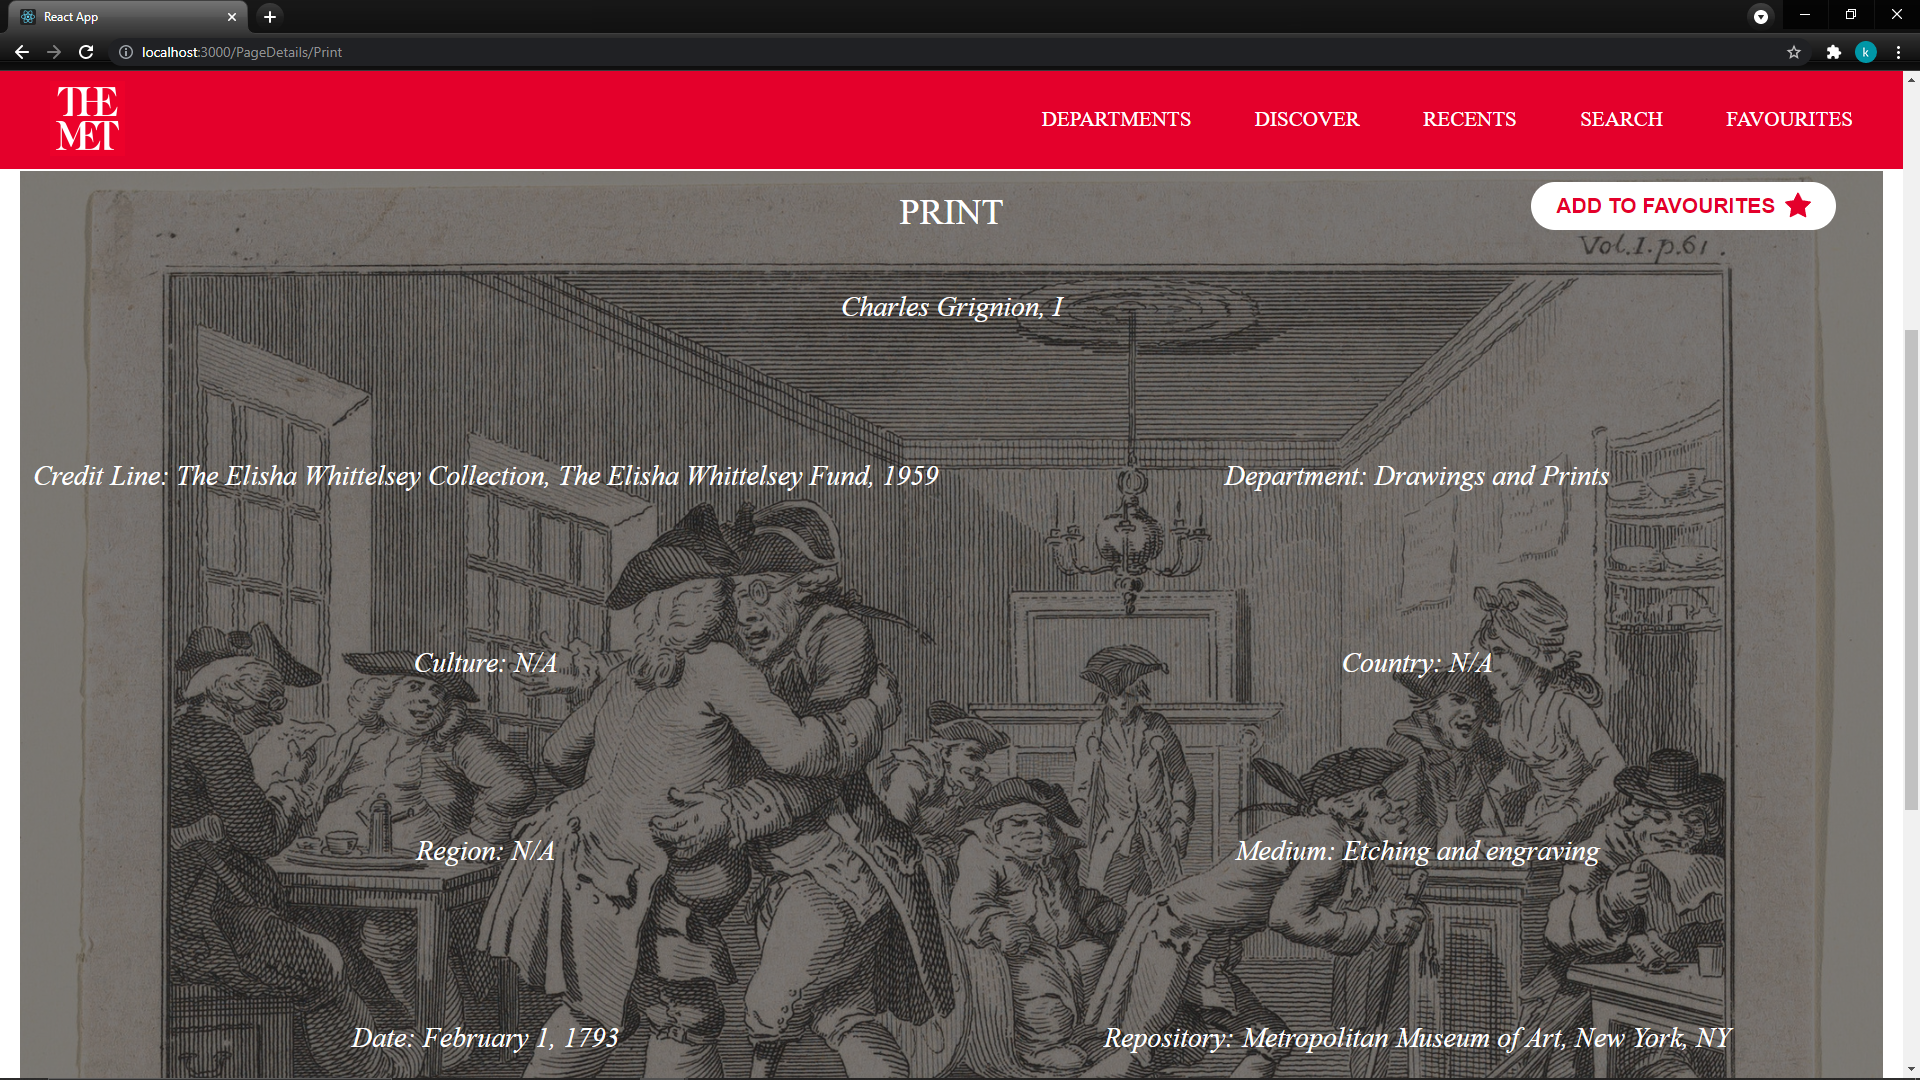 React App
localhost:3000/PageDetails/Print
k
THE
MET
DEPARTMENTS DISCOVER RECENTS SEARCH FAVOURITES
PRINT
ADD TO FAVOURITES
Vol.I.p.61.
Charles Grignion, I
Credit Line: The Elisha Whittelsey Collection, The Elisha Whittelsey Fund, 1959
Department: Drawings and Prints
Culture: N/A
Country: N/A
Region: N/A
Medium: Etching and engraving
Date: February 1, 1793
Repository: Metropolitan Museum of Art, New York, NY